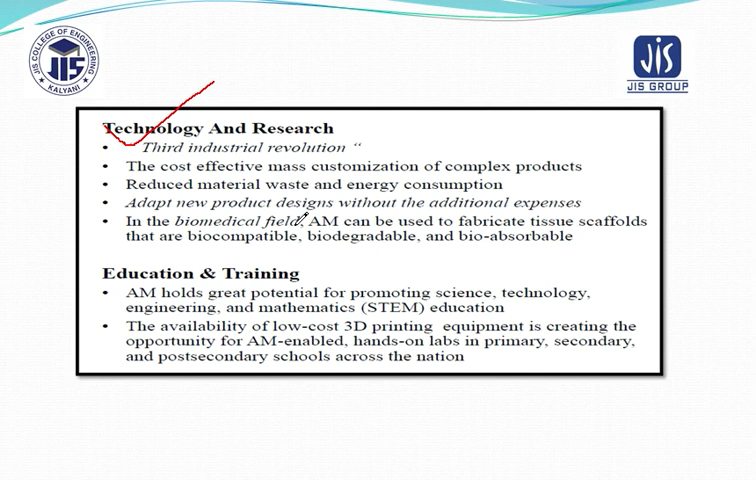 JIS COLLEGE OF ENGINEERING
JIS
KALYANI
JIS
JIS GROUP
Technology And Research
• Third industrial revolution “
• The cost effective mass customization of complex products
• Reduced material waste and energy consumption
• Adapt new product designs without the additional expenses
• In the biomedical field, AM can be used to fabricate tissue scaffolds
that are biocompatible, biodegradable, and bio-absorbable
Education & Training
• AM holds great potential for promoting science, technology,
engineering, and mathematics (STEM) education
• The availability of low-cost 3D printing equipment is creating the
opportunity for AM-enabled, hands-on labs in primary, secondary,
and postsecondary schools across the nation